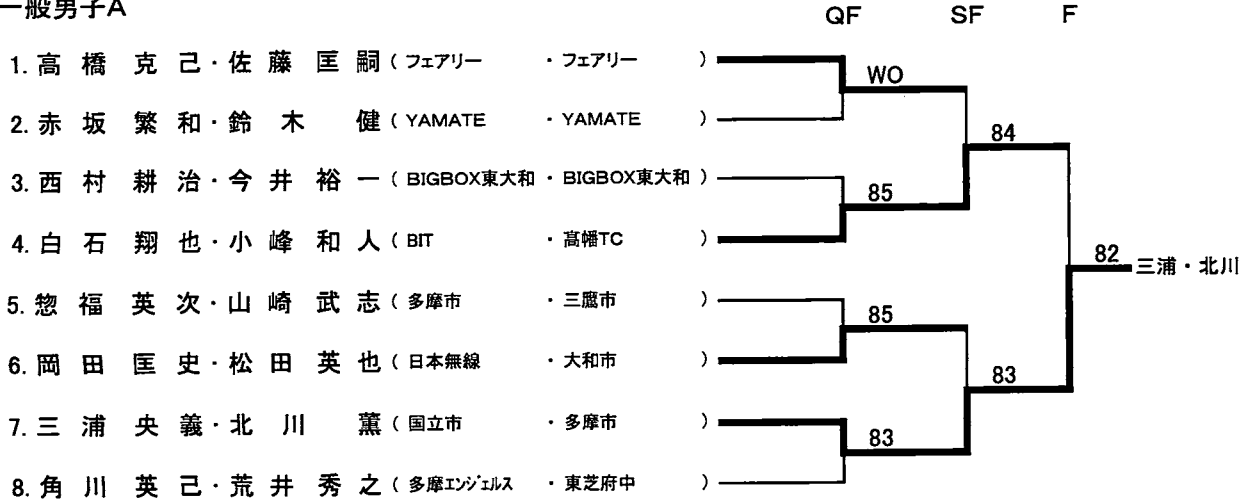 一般男子A
QF SF F
1. 高橋 克己・佐藤 匡嗣 ( フェアリー ・ フェアリー )
WO
2. 赤坂 繁和・鈴木 健 ( YAMATE ・ YAMATE )
84
3. 西村 耕治・今井 裕一 ( BIGBOX東大和 ・ BIGBOX東大和 )
85
4. 白石 翔也・小峰 和人 ( BIT ・ 高幡TC )
82 三浦・北川
5. 惣福 英次・山崎 武志 ( 多摩市 ・ 三鷹市 )
85
6. 岡田 匡史・松田 英也 ( 日本無線 ・ 大和市 )
83
7. 三浦 央義・北川 薫 ( 国立市 ・ 多摩市 )
83
8. 角川 英己・荒井 秀之 ( 多摩エンジェルス ・ 東芝府中 )